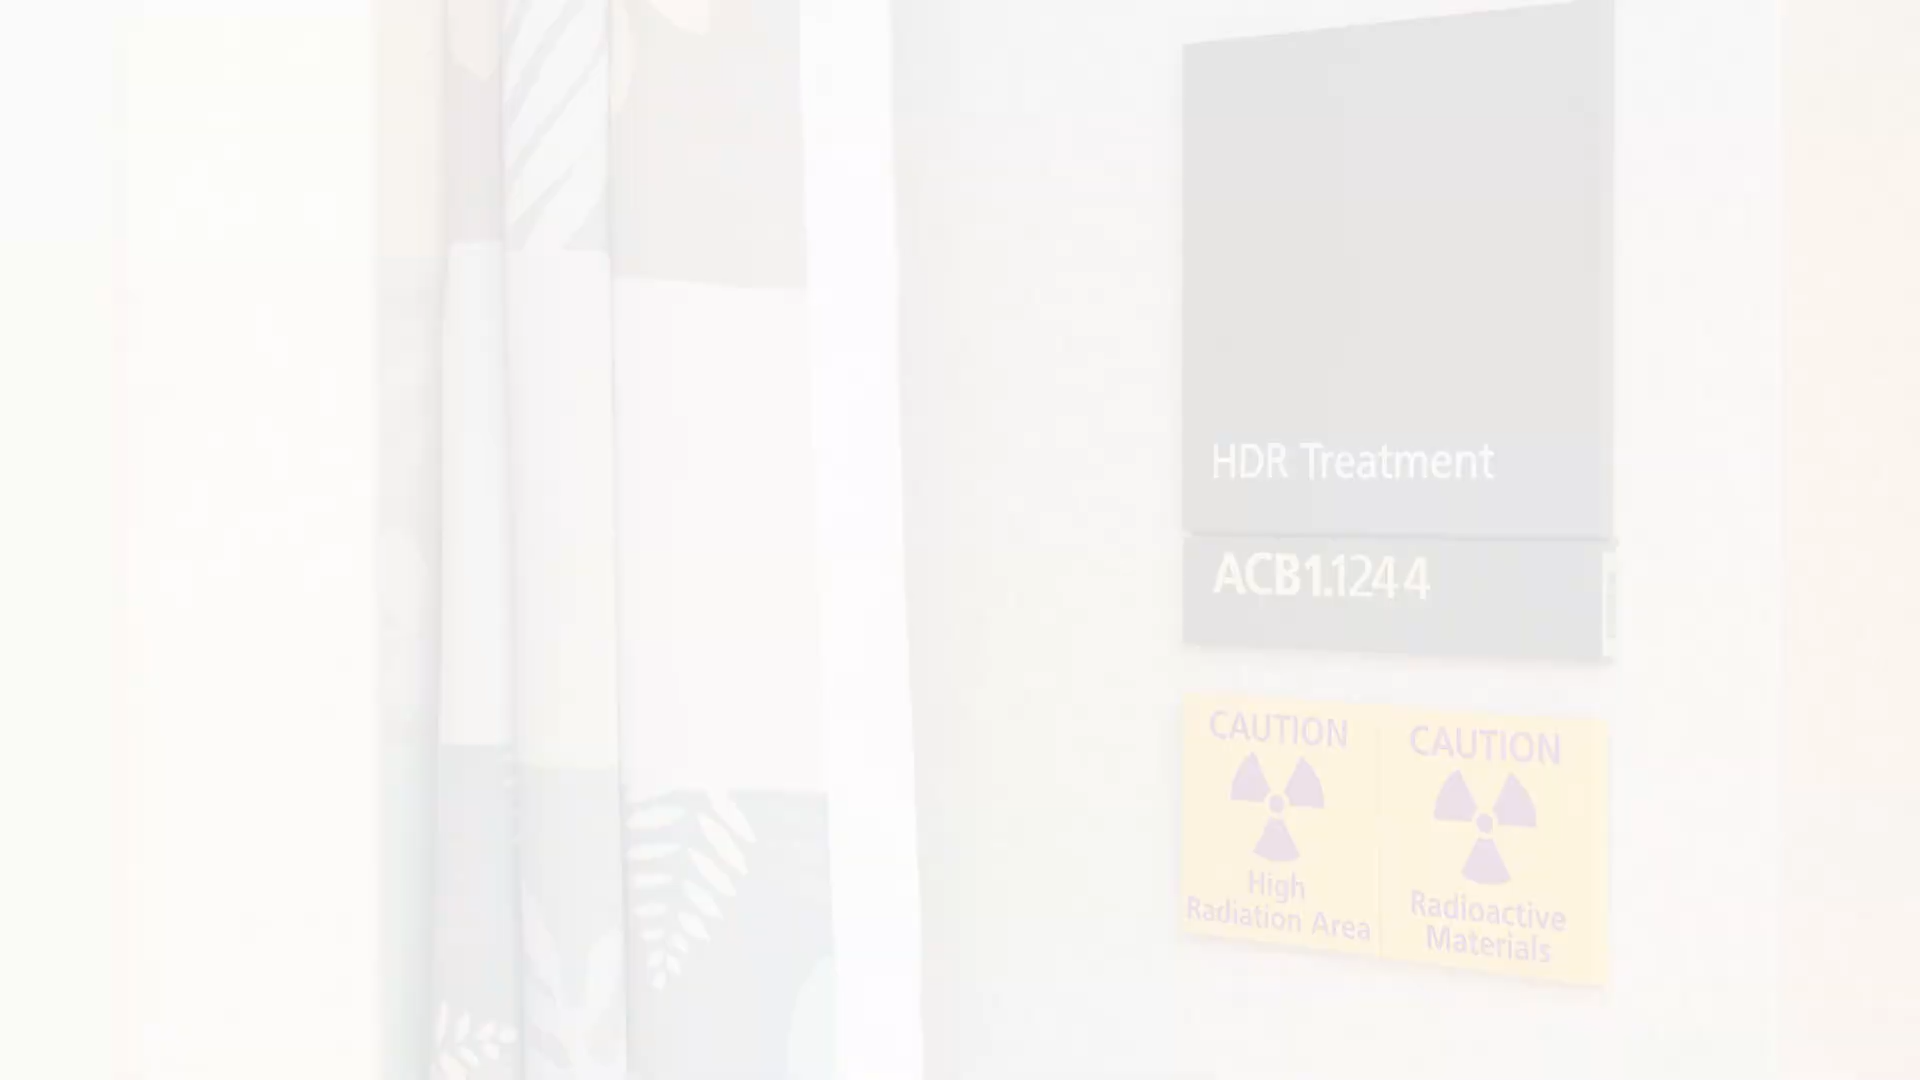 HDR Treatment
ACB1.1244
CAUTION
High
Radiation Area
CAUTION
Radioactive
Materials